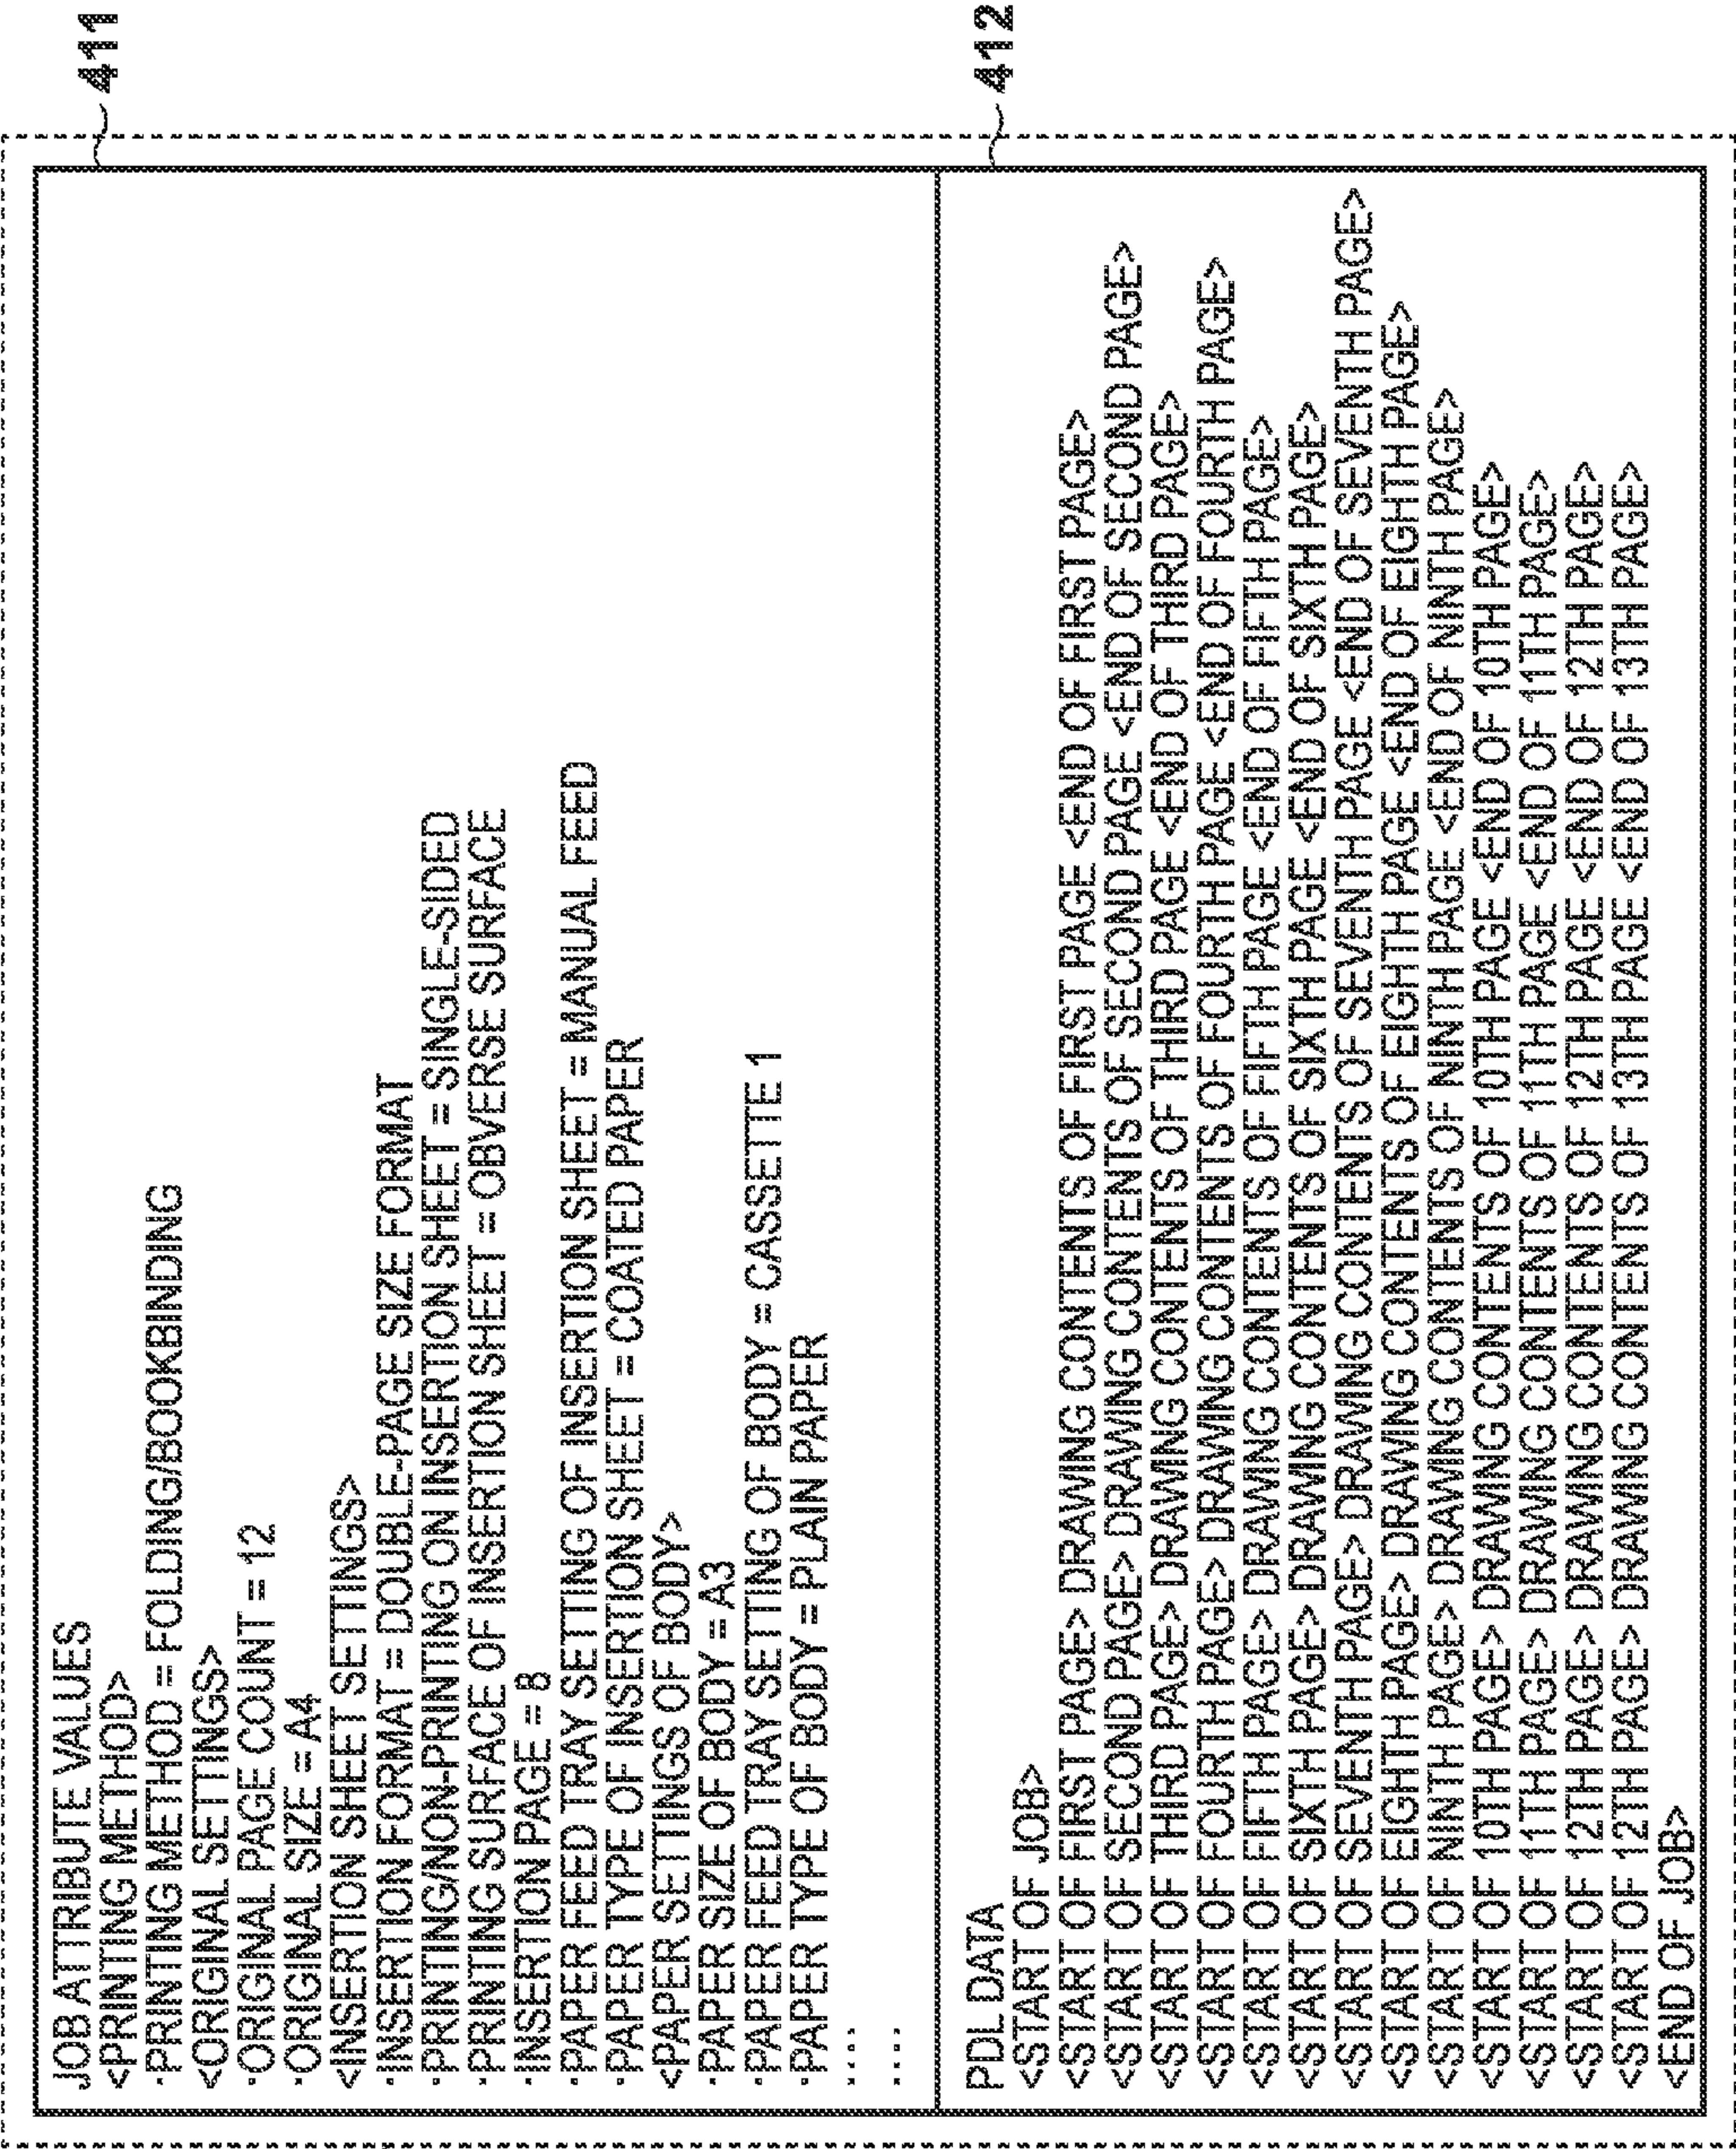 411
JOB ATTRIBUTE VALUES
<PRINTING METHOD>
·PRINTING METHOD = FOLDING/BOOKBINDING
<ORIGINAL SETTINGS>
·ORIGINAL PAGE COUNT = 12
·ORIGINAL SIZE = A4
<INSERTION SHEET SETTINGS>
·INSERTION FORMAT = DOUBLE-PAGE SIZE FORMAT
·PRINTING/NON-PRINTING ON INSERTION SHEET = SINGLE-SIDED
·PRINTING SURFACE OF INSERTION SHEET = OBVERSE SURFACE
·INSERTION PAGE = 8
·PAPER FEED TRAY SETTING OF INSERTION SHEET = MANUAL FEED
·PAPER TYPE OF INSERTION SHEET = COATED PAPER
<PAPER SETTINGS OF BODY>
·PAPER SIZE OF BODY = A3
·PAPER FEED TRAY SETTING OF BODY = CASSETTE 1
·PAPER TYPE OF BODY = PLAIN PAPER
....
....
412
PDL DATA
<START OF JOB>
<START OF FIRST PAGE> DRAWING CONTENTS OF FIRST PAGE <END OF FIRST PAGE>
<START OF SECOND PAGE> DRAWING CONTENTS OF SECOND PAGE <END OF SECOND PAGE>
<START OF THIRD PAGE> DRAWING CONTENTS OF THIRD PAGE <END OF THIRD PAGE>
<START OF FOURTH PAGE> DRAWING CONTENTS OF FOURTH PAGE <END OF FOURTH PAGE>
<START OF FIFTH PAGE> DRAWING CONTENTS OF FIFTH PAGE <END OF FIFTH PAGE>
<START OF SIXTH PAGE> DRAWING CONTENTS OF SIXTH PAGE <END OF SIXTH PAGE>
<START OF SEVENTH PAGE> DRAWING CONTENTS OF SEVENTH PAGE <END OF SEVENTH PAGE>
<START OF EIGHTH PAGE> DRAWING CONTENTS OF EIGHTH PAGE <END OF EIGHTH PAGE>
<START OF NINTH PAGE> DRAWING CONTENTS OF NINTH PAGE <END OF NINTH PAGE>
<START OF 10TH PAGE> DRAWING CONTENTS OF 10TH PAGE <END OF 10TH PAGE>
<START OF 11TH PAGE> DRAWING CONTENTS OF 11TH PAGE <END OF 11TH PAGE>
<START OF 12TH PAGE> DRAWING CONTENTS OF 12TH PAGE <END OF 12TH PAGE>
<START OF 12TH PAGE> DRAWING CONTENTS OF 13TH PAGE <END OF 13TH PAGE>
<END OF JOB>